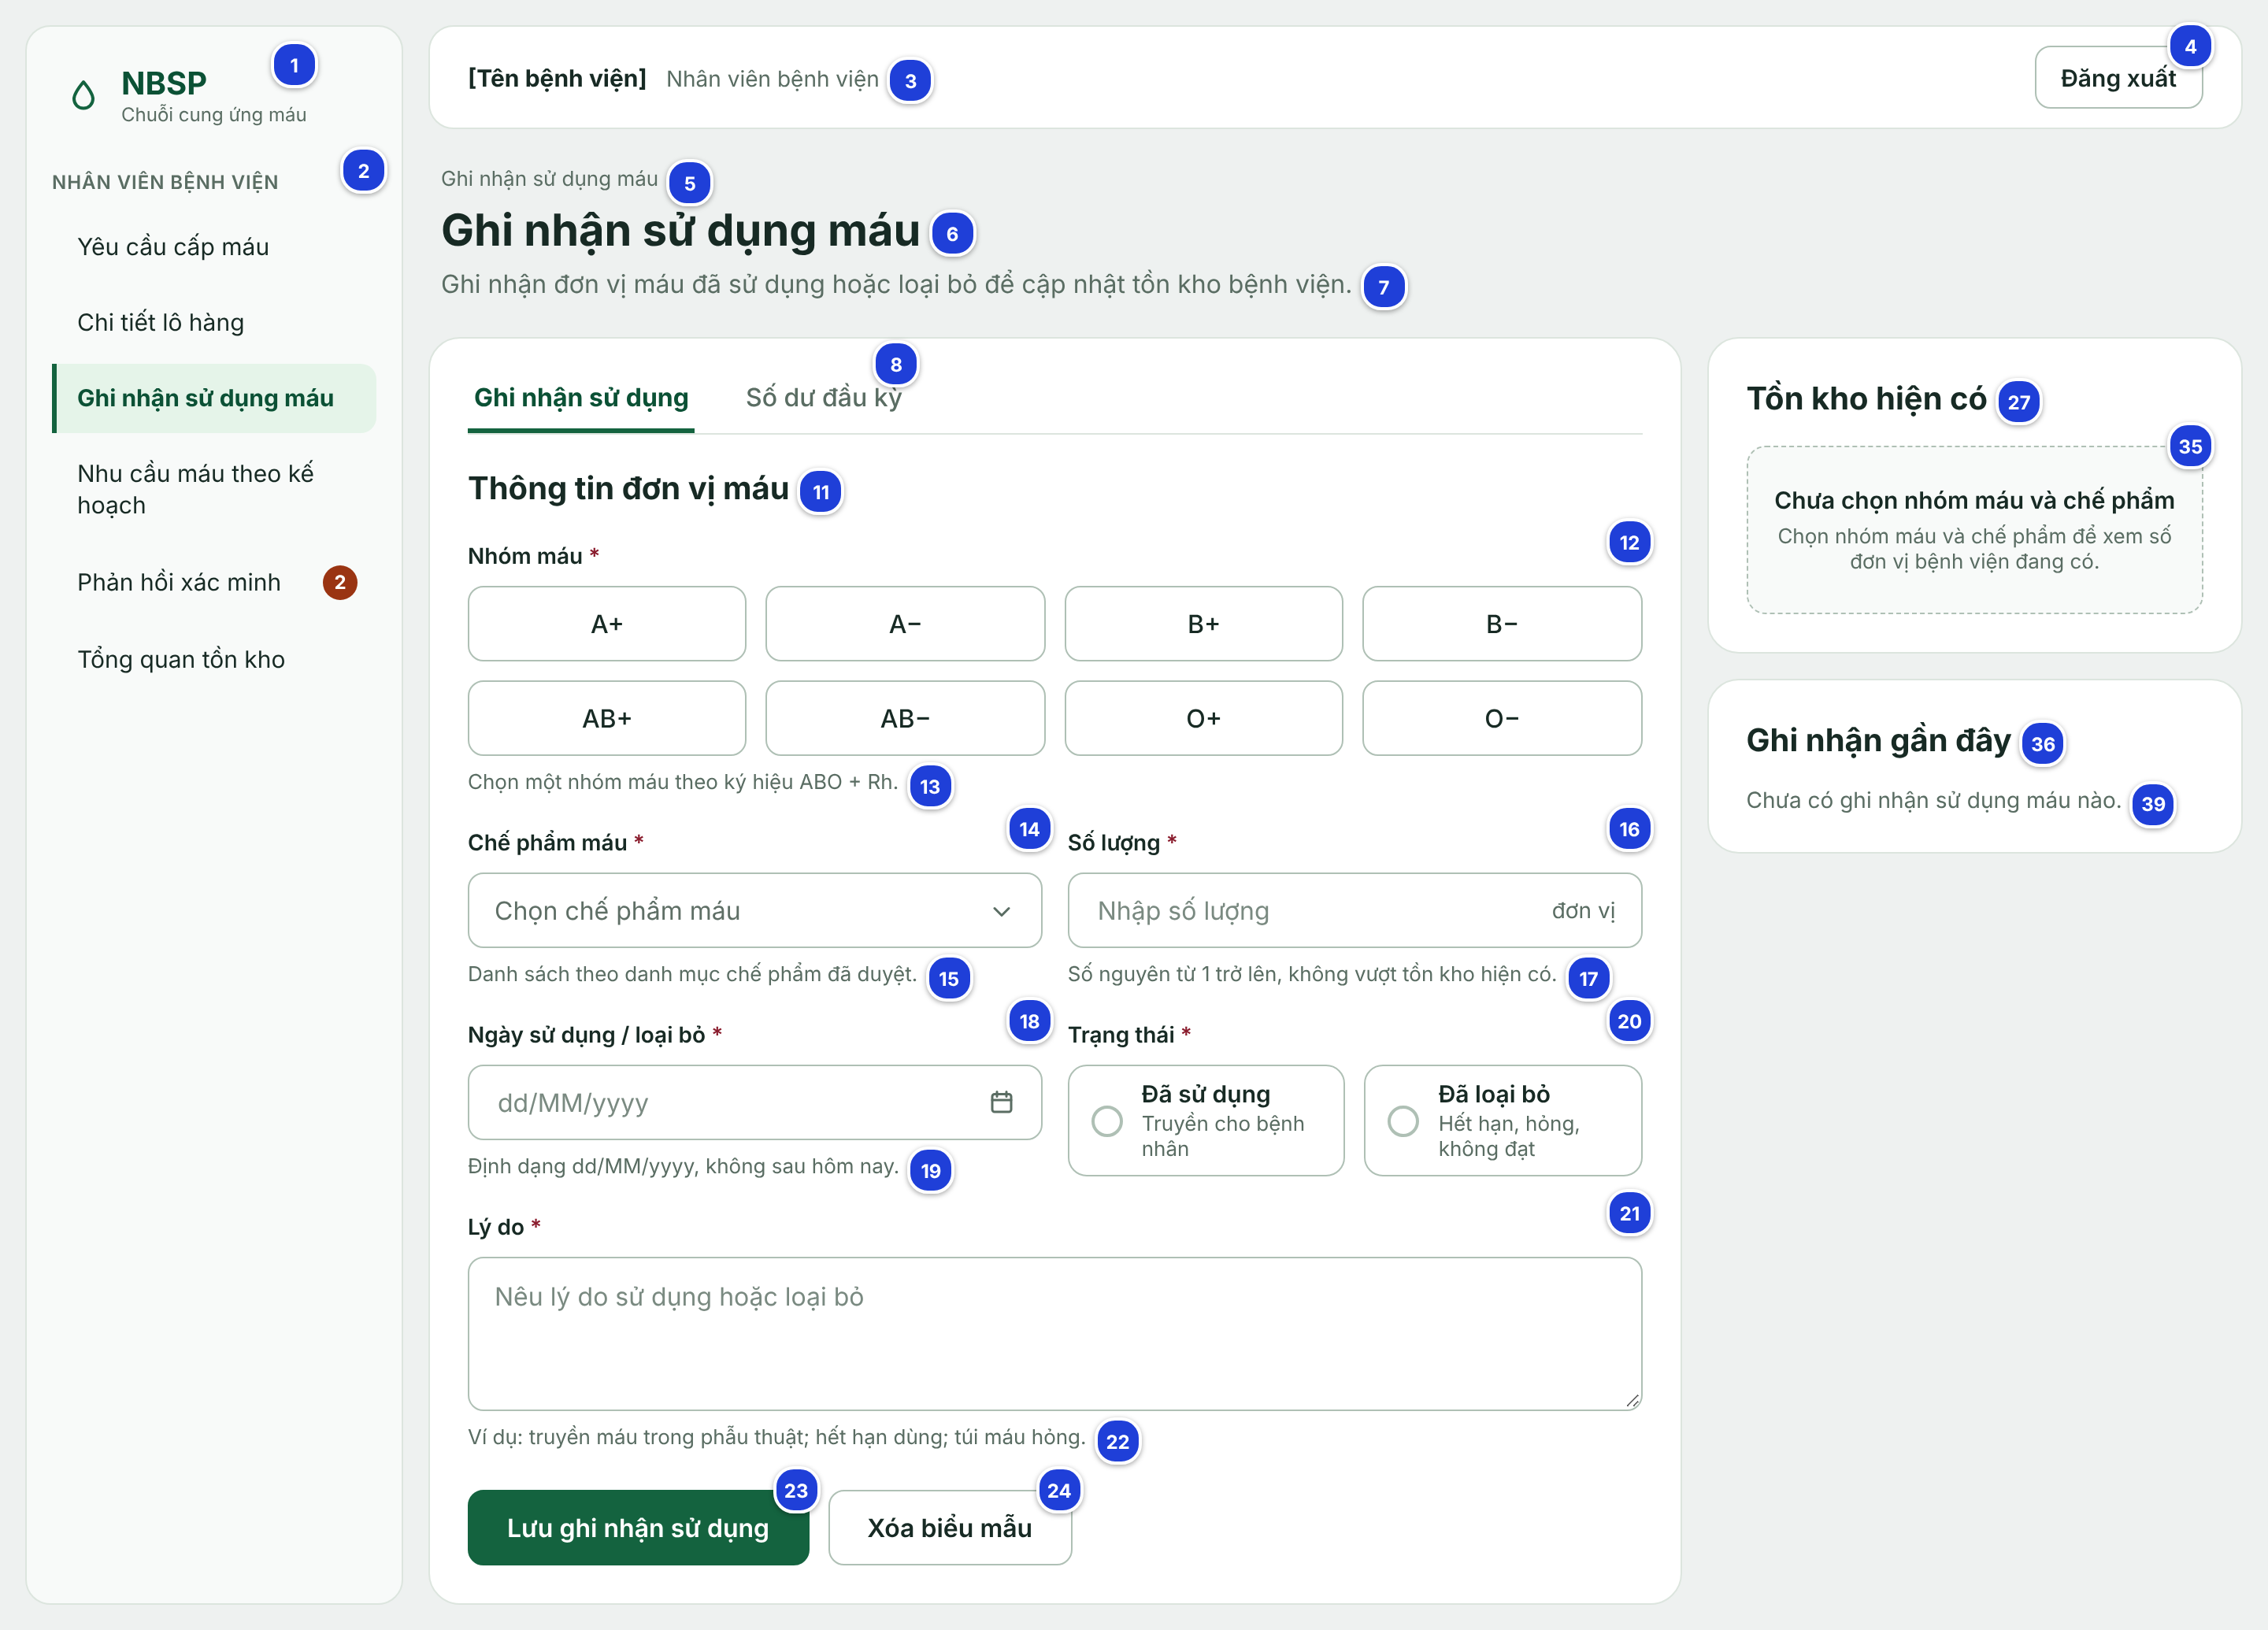 NBSP
1
Chuỗi cung ứng máu
NHÂN VIÊN BỆNH VIỆN
2
Yêu cầu cấp máu
Chi tiết lô hàng
Ghi nhận sử dụng máu
Nhu cầu máu theo kế
hoạch
Phản hồi xác minh
2
Tổng quan tồn kho
[Tên bệnh viện] Nhân viên bệnh viện 3
Đăng xuất 4
Ghi nhận sử dụng máu 5
Ghi nhận sử dụng máu 6
Ghi nhận đơn vị máu đã sử dụng hoặc loại bỏ để cập nhật tồn kho bệnh viện. 7
8
Ghi nhận sử dụng Số dư đầu kỳ
Thông tin đơn vị máu 11
Nhóm máu * 12
A+ A− B+ B−
AB+ AB− O+ O−
Chọn một nhóm máu theo ký hiệu ABO + Rh. 13
Chế phẩm máu * 14
Chọn chế phẩm máu
Danh sách theo danh mục chế phẩm đã duyệt. 15
Số lượng * 16
Nhập số lượng đơn vị
Số nguyên từ 1 trở lên, không vượt tồn kho hiện có. 17
Ngày sử dụng / loại bỏ * 18
dd/MM/yyyy
Định dạng dd/MM/yyyy, không sau hôm nay. 19
Trạng thái * 20
Đã sử dụng
Truyền cho bệnh
nhân
Đã loại bỏ
Hết hạn, hỏng,
không đạt
Lý do * 21
Nêu lý do sử dụng hoặc loại bỏ
Ví dụ: truyền máu trong phẫu thuật; hết hạn dùng; túi máu hỏng. 22
Lưu ghi nhận sử dụng 23
Xóa biểu mẫu 24
Tồn kho hiện có 27
35
Chưa chọn nhóm máu và chế phẩm
Chọn nhóm máu và chế phẩm để xem số
đơn vị bệnh viện đang có.
Ghi nhận gần đây 36
Chưa có ghi nhận sử dụng máu nào. 39